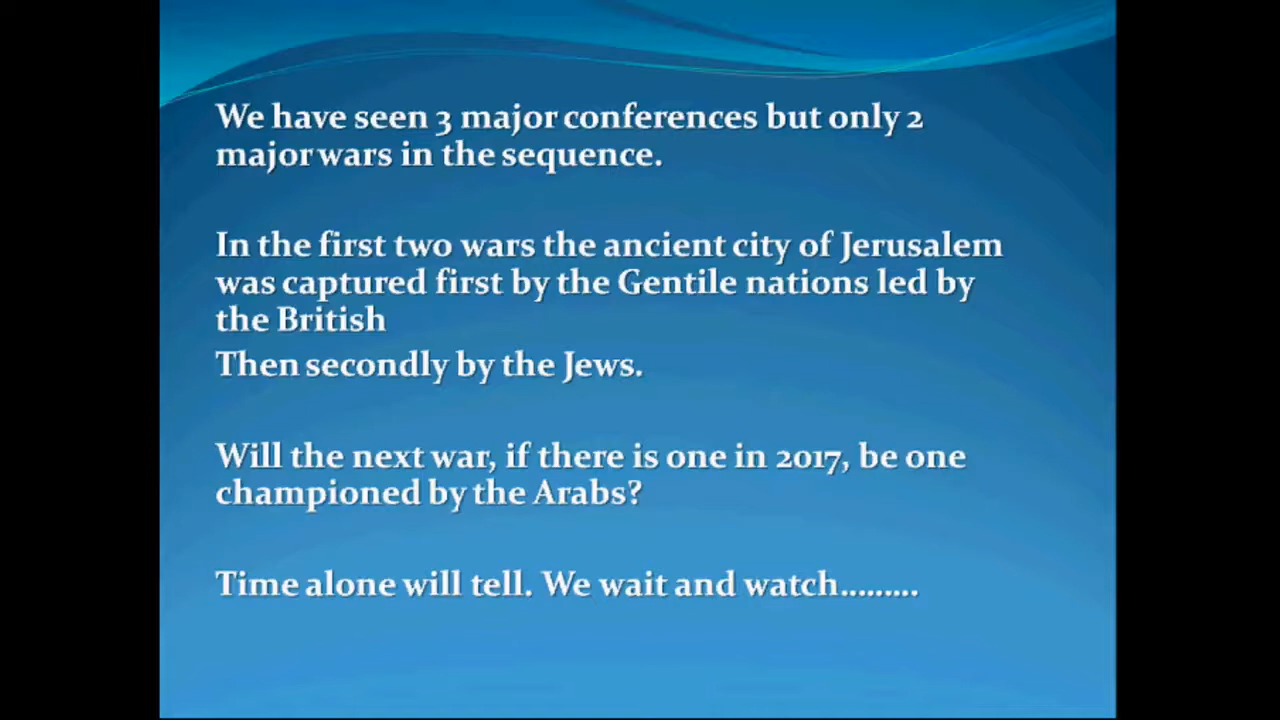 We have seen 3 major conferences but only 2
major wars in the sequence.
In the first two wars the ancient city of Jerusalem
was captured first by the Gentile nations led by
the British
Then secondly by the Jews.
Will the next war, if there is one in 2017, be one
championed by the Arabs?
Time alone will tell. We wait and watch.........